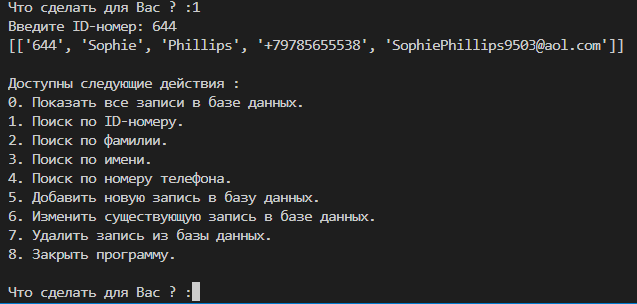 Что сделать для Вас ? :1
Введите ID-номер: 644
[['644', 'Sophie', 'Phillips', '+79785655538', 'SophiePhillips9503@aol.com']]
Доступны следующие действия :
0. Показать все записи в базе данных.
1. Поиск по ID-номеру.
2. Поиск по фамилии.
3. Поиск по имени.
4. Поиск по номеру телефона.
5. Добавить новую запись в базу данных.
6. Изменить существующую запись в базе данных.
7. Удалить запись из базы данных.
8. Закрыть программу.
Что сделать для Вас ? :